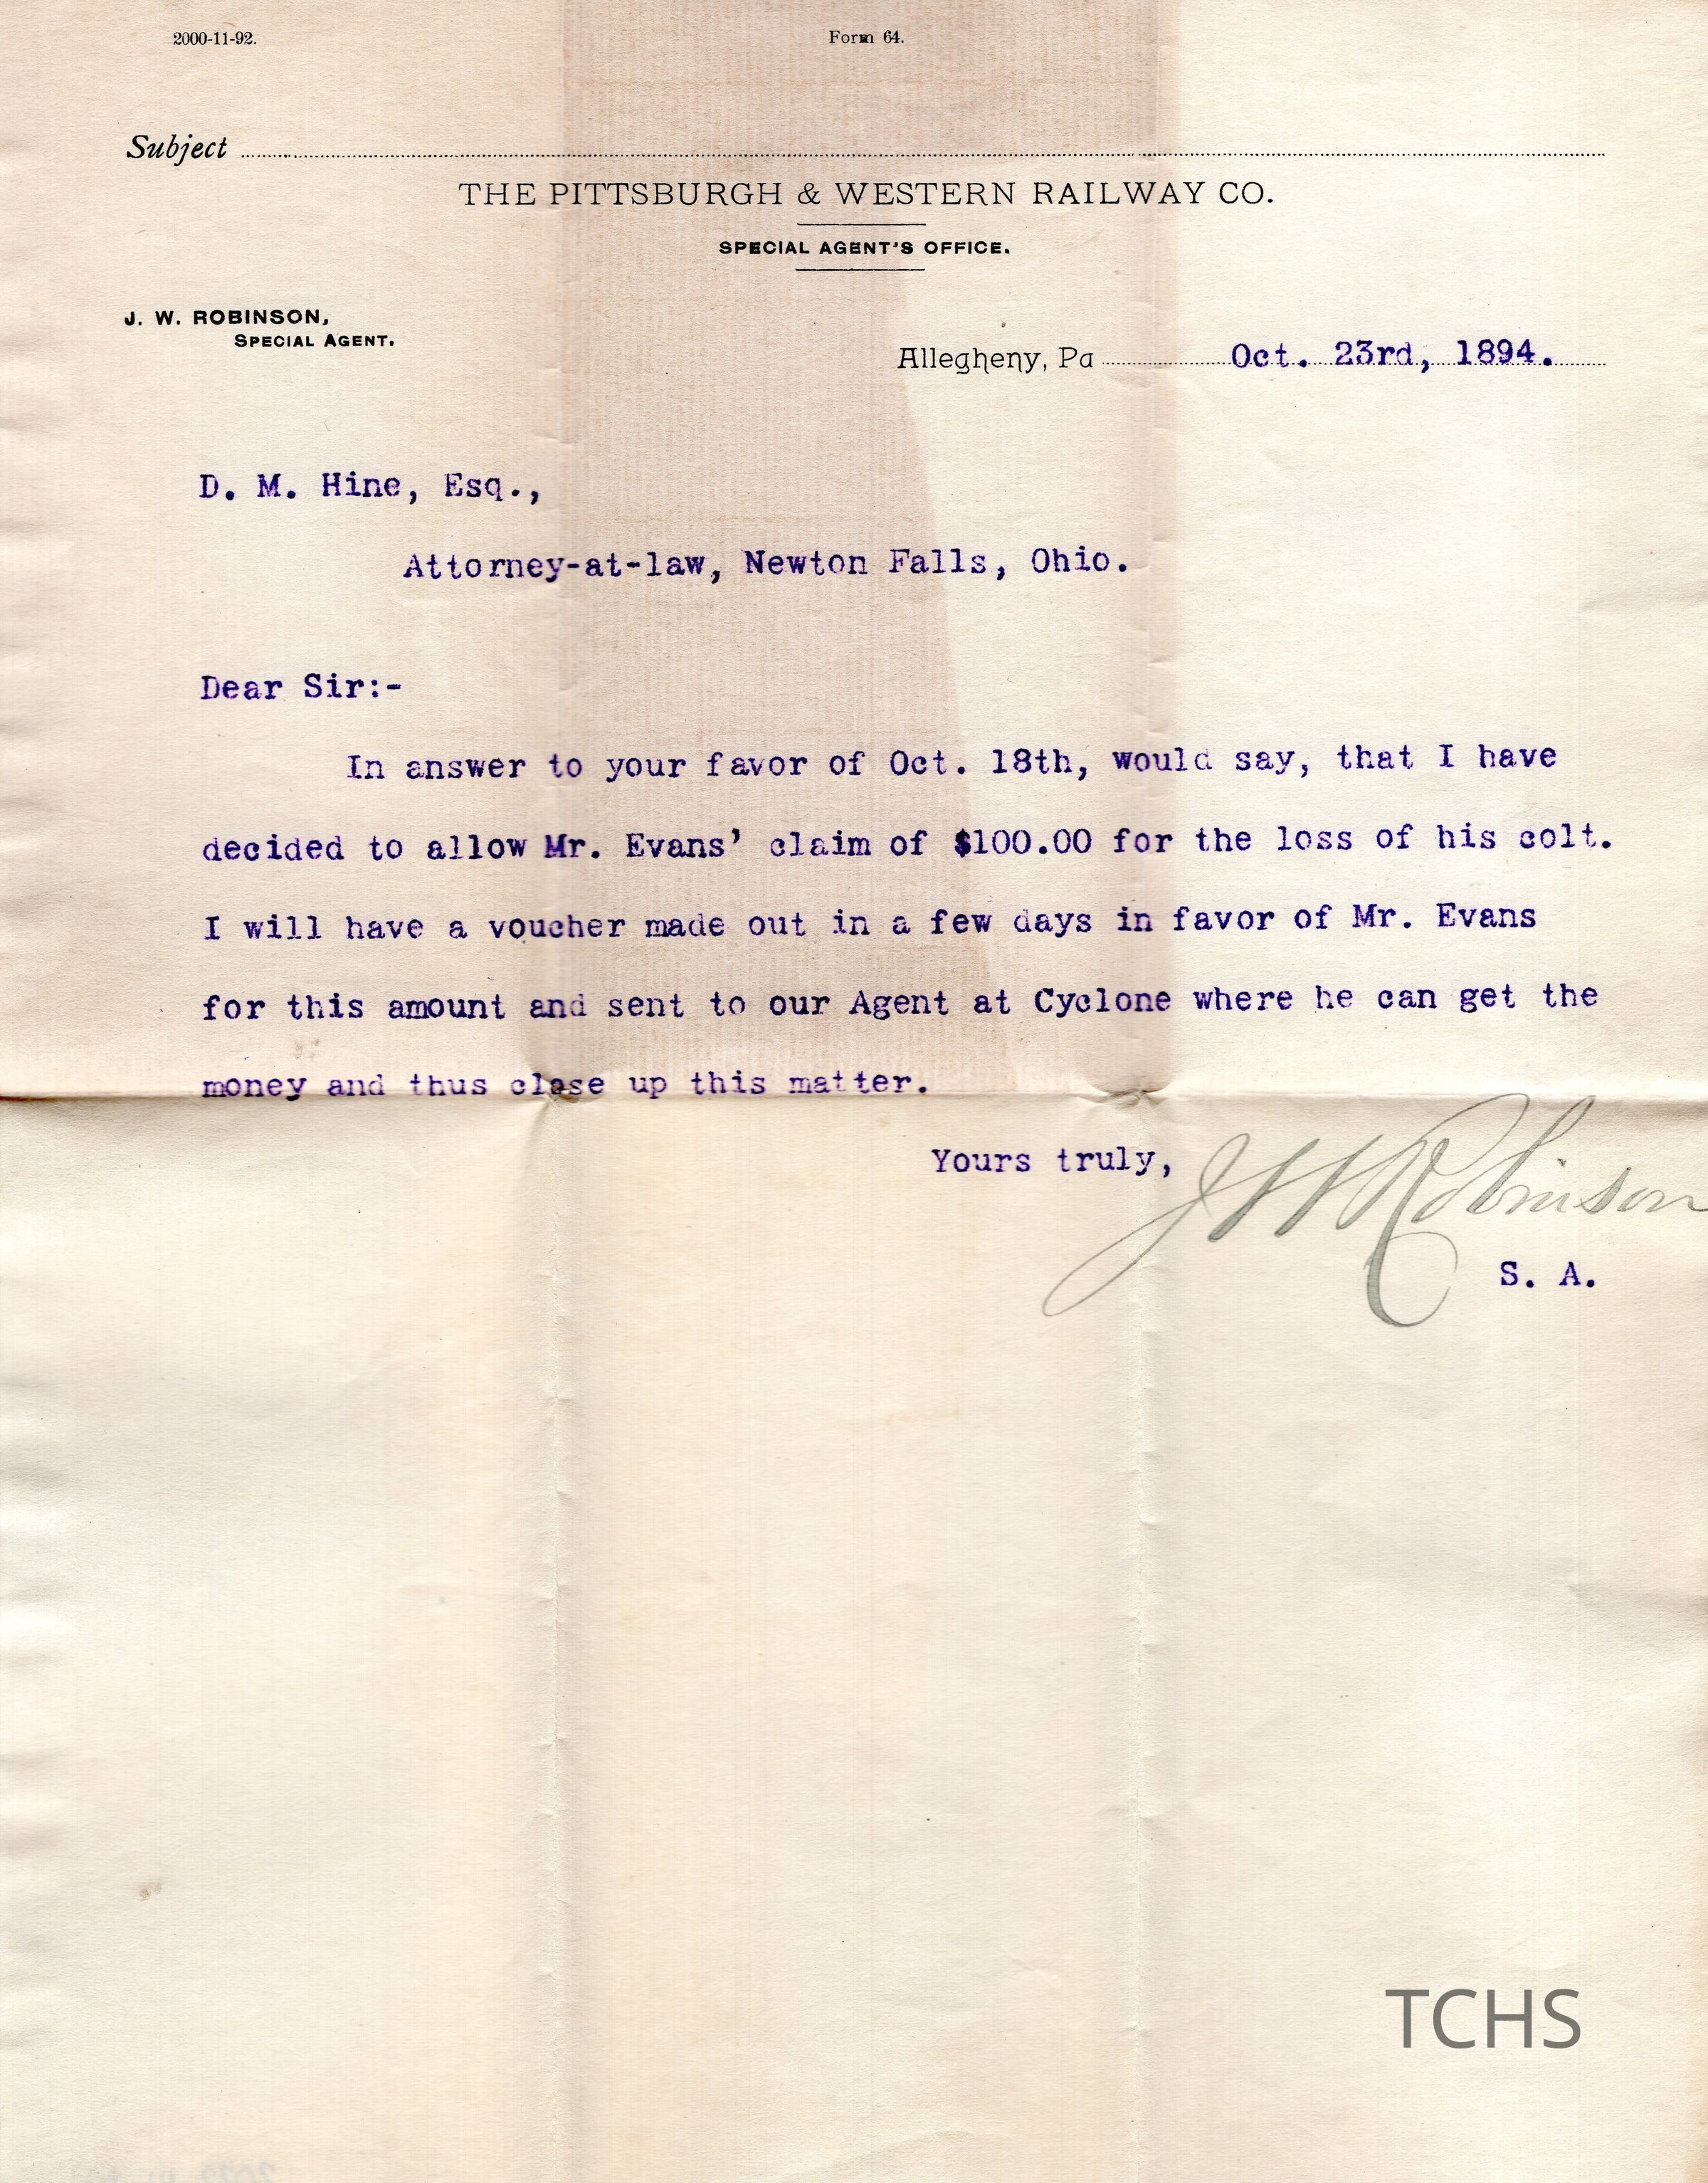 2000-11-92.
Form 64.
Subject
THE PITTSBURGH & WESTERN RAILWAY CO.
SPECIAL AGENT'S OFFICE.
J. W. ROBINSON,
SPECIAL AGENT.
Allegheny, Pa Oct. 23rd, 1894.
D. M. Hine, Esq.,
Attorney-at-law, Newton Falls, Ohio.
Dear Sir:-
In answer to your favor of Oct. 18th, would say, that I have
decided to allow Mr. Evans' claim of $100.00 for the loss of his colt.
I will have a voucher made out in a few days in favor of Mr. Evans
for this amount and sent to our Agent at Cyclone where he can get the
money and thus close up this matter.
Yours truly,
J W Robinson
S. A.
TCHS